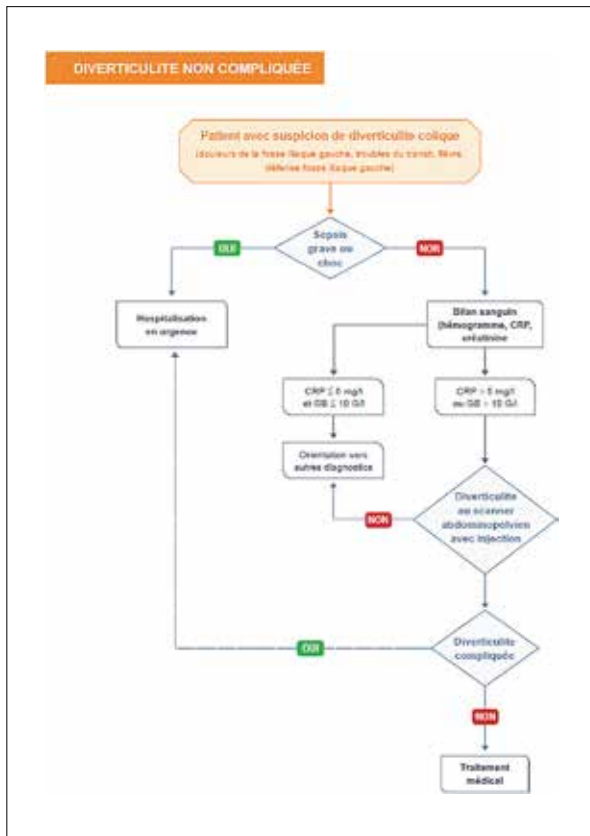 DIVERTICULITE NON COMPLIQUÉE
Patient avec suspicion de diverticulite colique
(douleurs de la fosse iliaque gauche, troubles du transit, fièvre,
défense fosse iliaque gauche)
Sepsis
grave ou
choc
OUI
NON
Hospitalisation
en urgence
Bilan sanguin
(hémogramme, CRP,
créatinine
CRP ≤ 5 mg/l
et GB ≤ 10 G/l
CRP > 5 mg/l
ou GB > 10 G/l
Orientation vers
autres diagnostics
Diverticulite
au scanner
abdominopelvien
avec injection
NON
Diverticulite
compliquée
OUI
NON
Traitement
médical